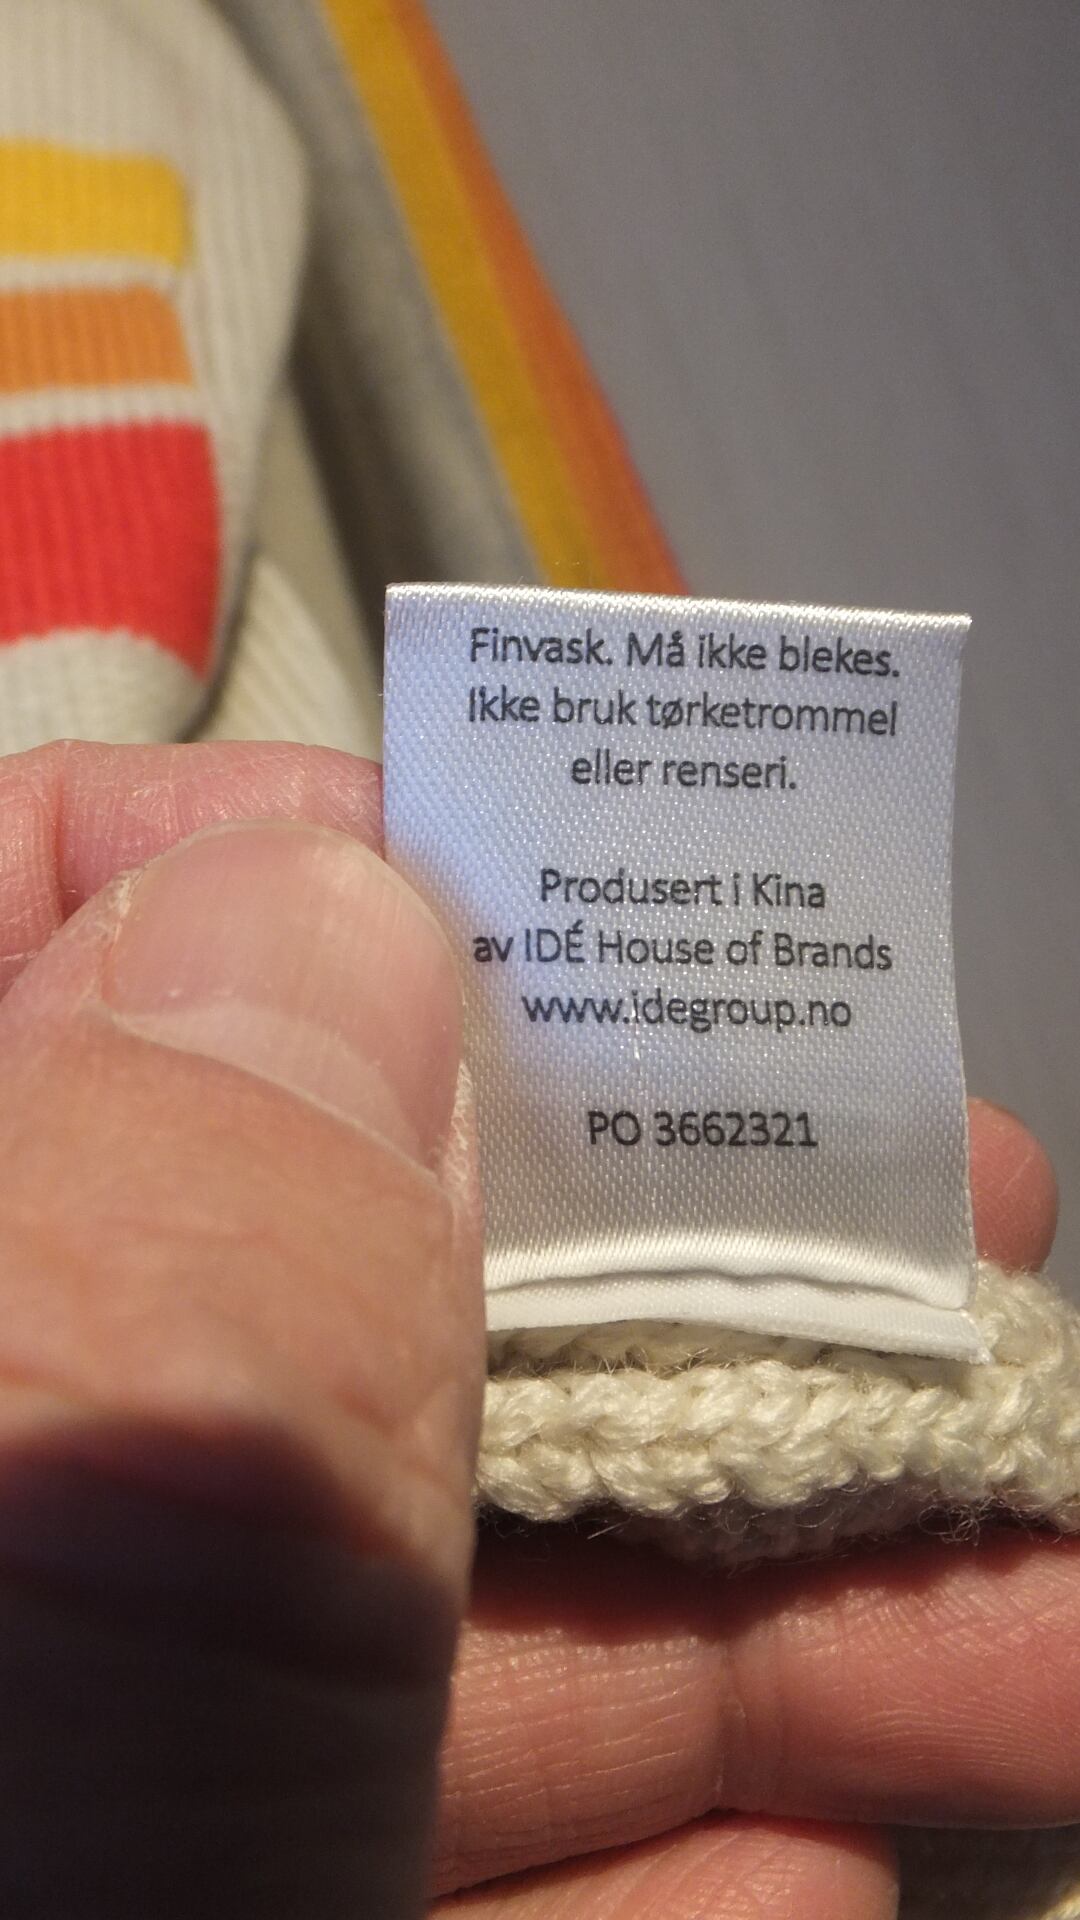 Finvask. Må ikke blekes.
Ikke bruk tørketrommel
eller renseri.
Produsert i Kina
av IDÉ House of Brands
www.idegroup.no
PO 3662321